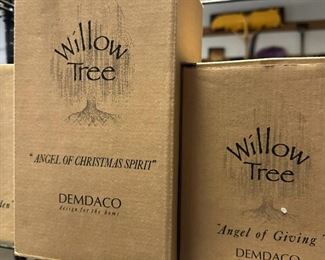 Willow
Tree
"ANGEL OF CHRISTMAS SPIRIT"
DEMDACO
design for the home
Willow
Tree
"Angel of Giving"
DEMDACO